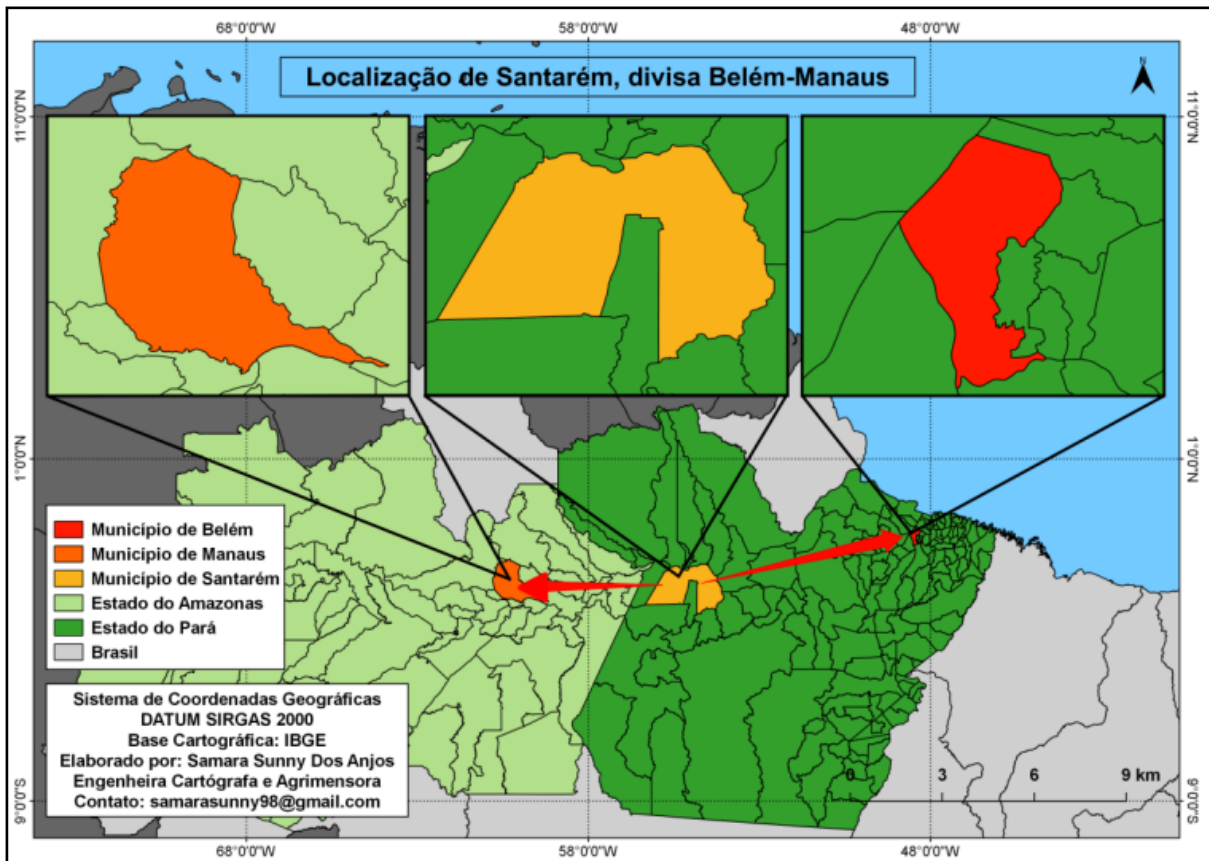 68°0'0"W
58°0'0"W
48°0'0"W
Localização de Santarém, divisa Belém-Manaus
N
11°0'0"N
11°0'0"N
1°0'0"N
1°0'0"N
Município de Belém
Município de Manaus
Município de Santarém
Estado do Amazonas
Estado do Pará
Brasil
Sistema de Coordenadas Geográficas
DATUM SIRGAS 2000
Base Cartográfica: IBGE
Elaborado por: Samara Sunny Dos Anjos
Engenheira Cartógrafa e Agrimensora
Contato: samarasunny98@gmail.com
0 3 6 9 km
9°0'0"S
9°0'0"S
68°0'0"W
58°0'0"W
48°0'0"W